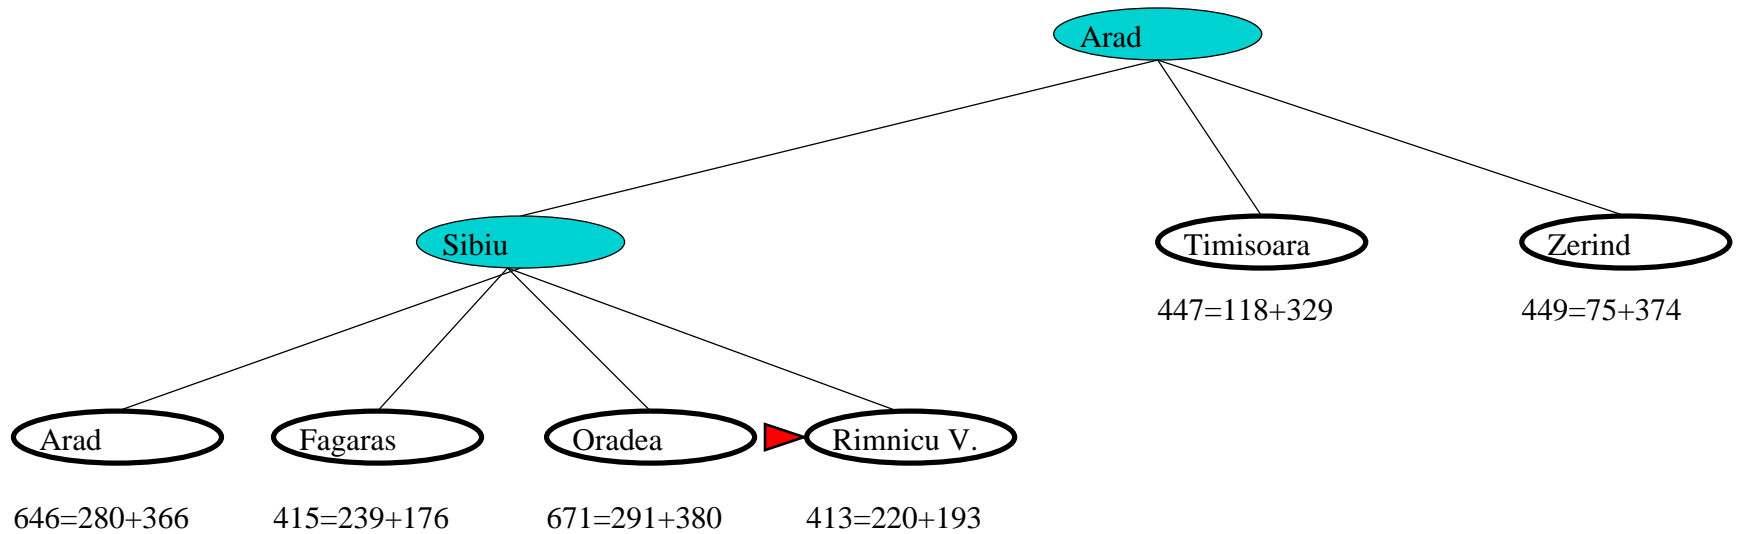 Arad
Sibiu
Timisoara
Zerind
447=118+329
449=75+374
Arad
Fagaras
Oradea
Rimnicu V.
646=280+366
415=239+176
671=291+380
413=220+193